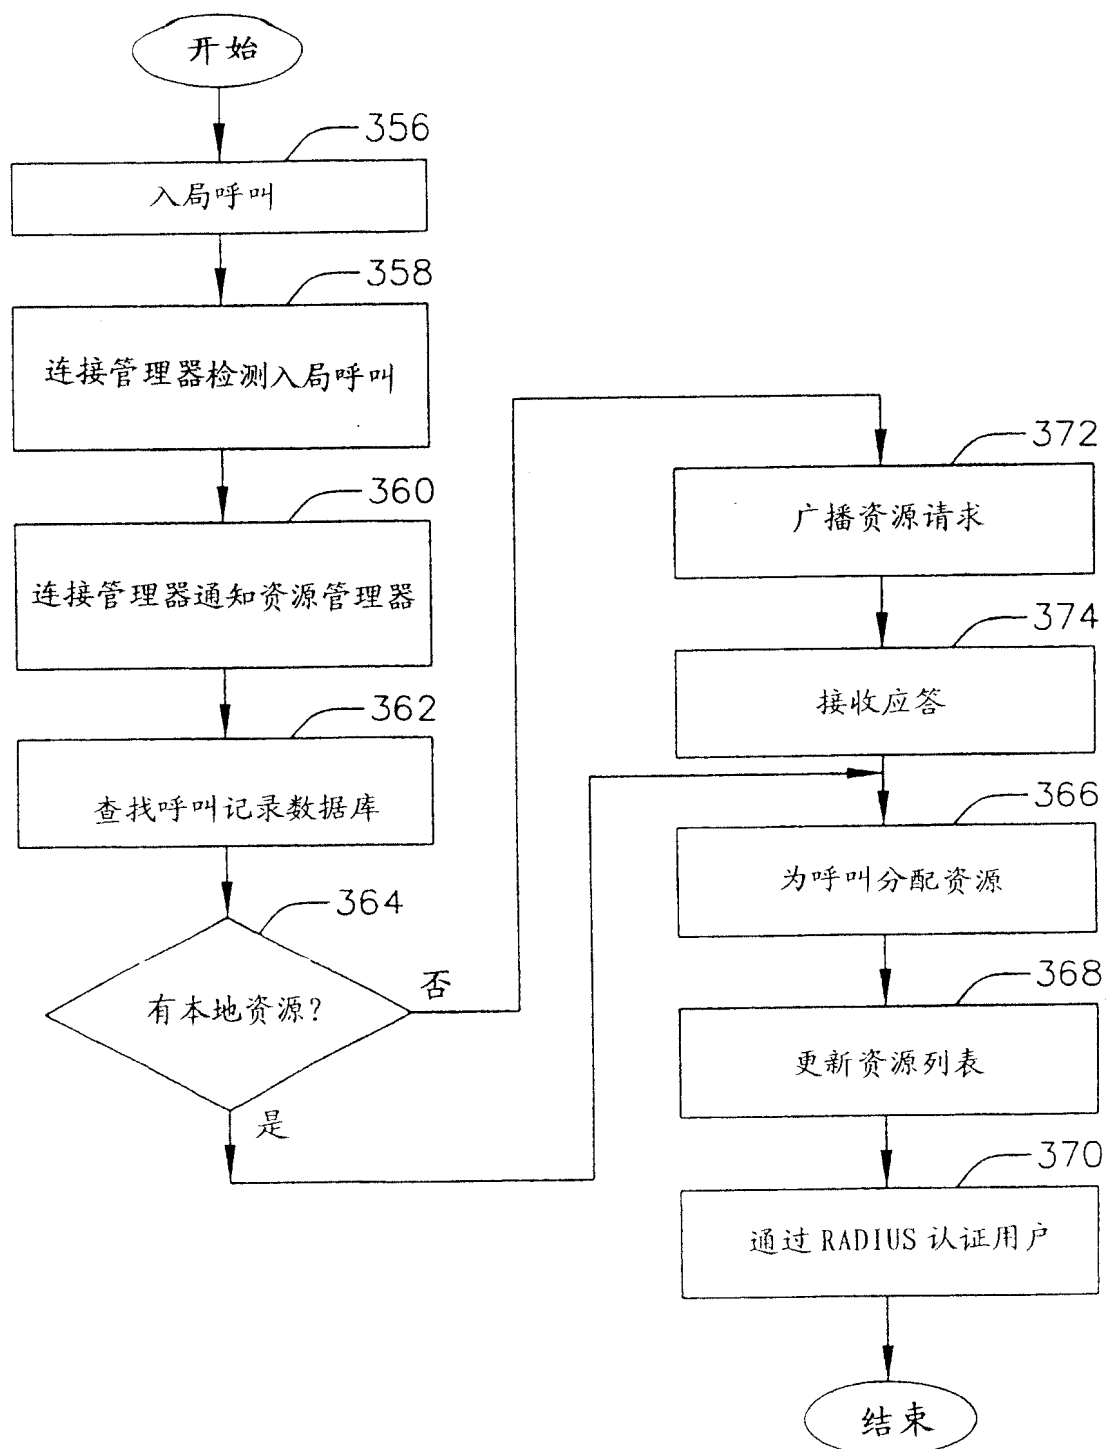 开始
356
入局呼叫
358
连接管理器检测入局呼叫
360
连接管理器通知资源管理器
362
查找呼叫记录数据库
364
有本地资源?
否
是
372
广播资源请求
374
接收应答
366
为呼叫分配资源
368
更新资源列表
370
通过 RADIUS 认证用户
结束